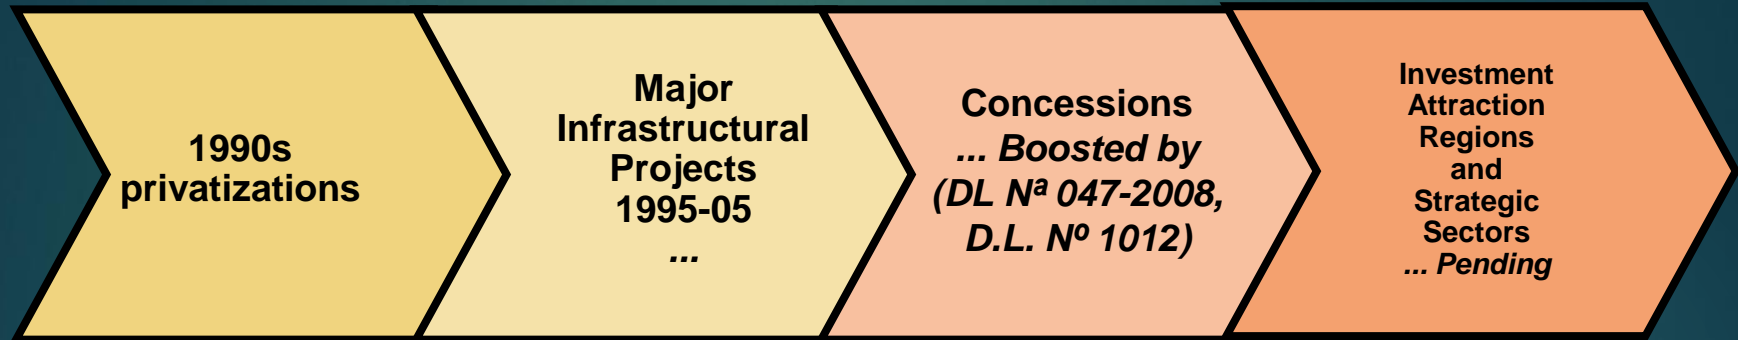 1990s
privatizations
Major
Infrastructural
Projects
1995-05
...
Concessions
... Boosted by
(DL Nª 047-2008,
D.L. Nº 1012)
Investment
Attraction
Regions
and
Strategic
Sectors
... Pending